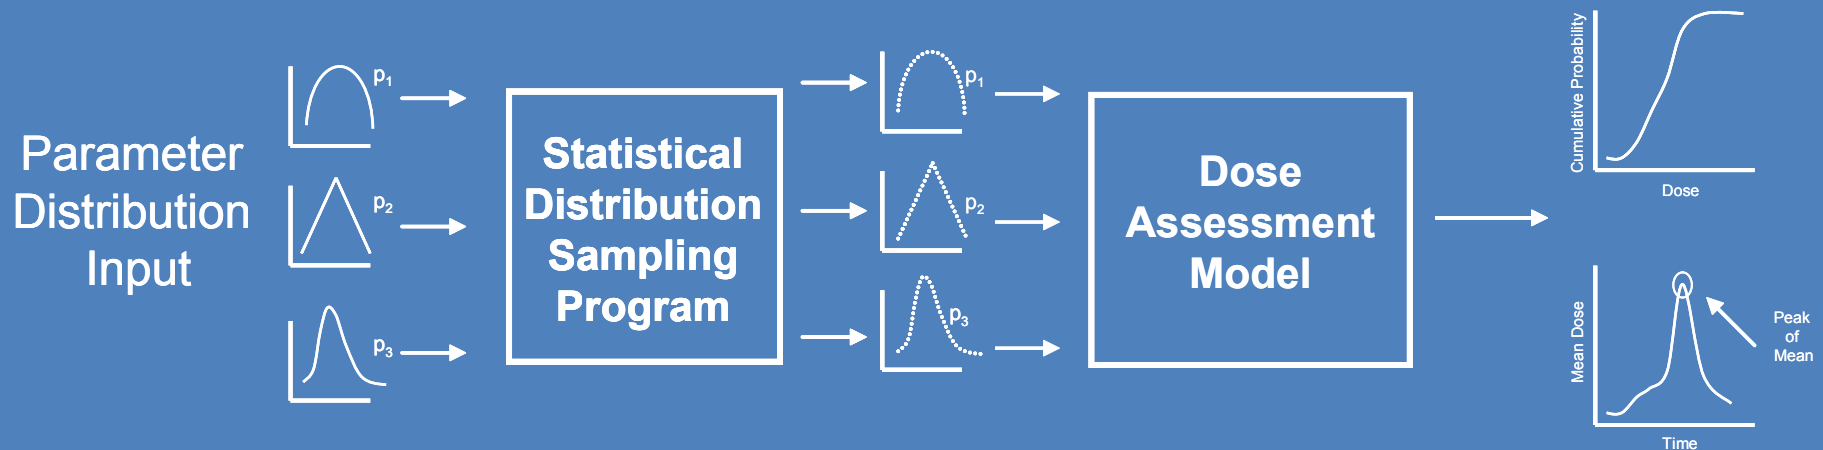 Parameter
Distribution
Input
p1
p2
p3
Statistical
Distribution
Sampling
Program
p1
p2
p3
Dose
Assessment
Model
Cumulative Probability
Dose
Mean Dose
Peak
of
Mean
Time